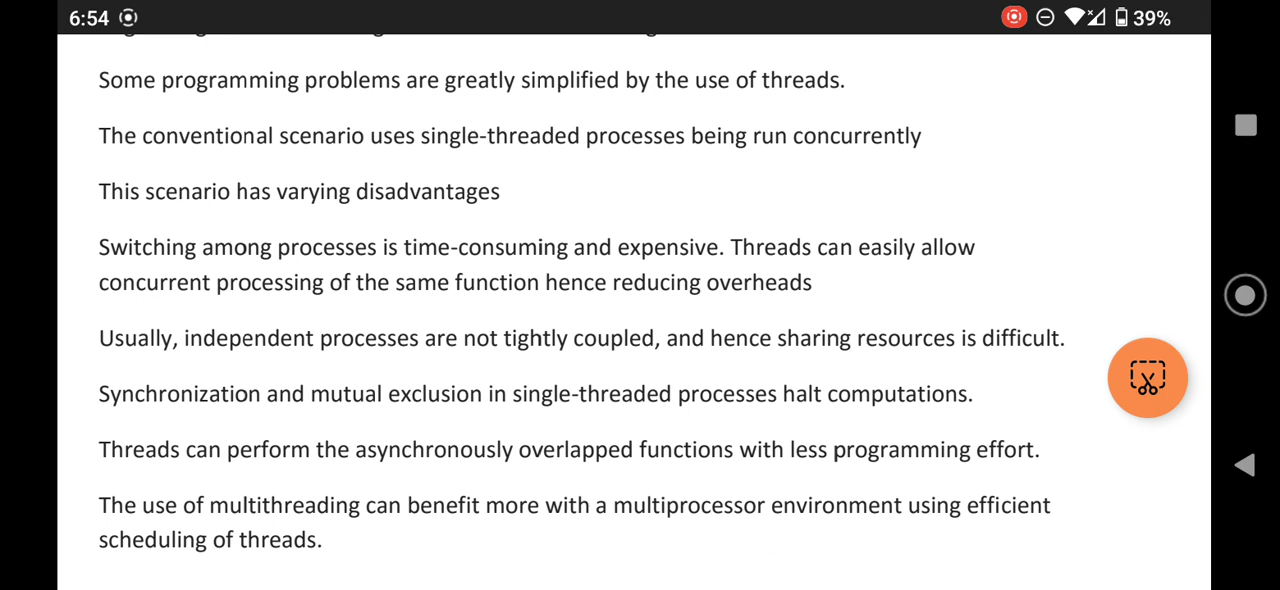 6:54
39%
Some programming problems are greatly simplified by the use of threads.
The conventional scenario uses single-threaded processes being run concurrently
This scenario has varying disadvantages
Switching among processes is time-consuming and expensive. Threads can easily allow
concurrent processing of the same function hence reducing overheads
Usually, independent processes are not tightly coupled, and hence sharing resources is difficult.
Synchronization and mutual exclusion in single-threaded processes halt computations.
Threads can perform the asynchronously overlapped functions with less programming effort.
The use of multithreading can benefit more with a multiprocessor environment using efficient
scheduling of threads.